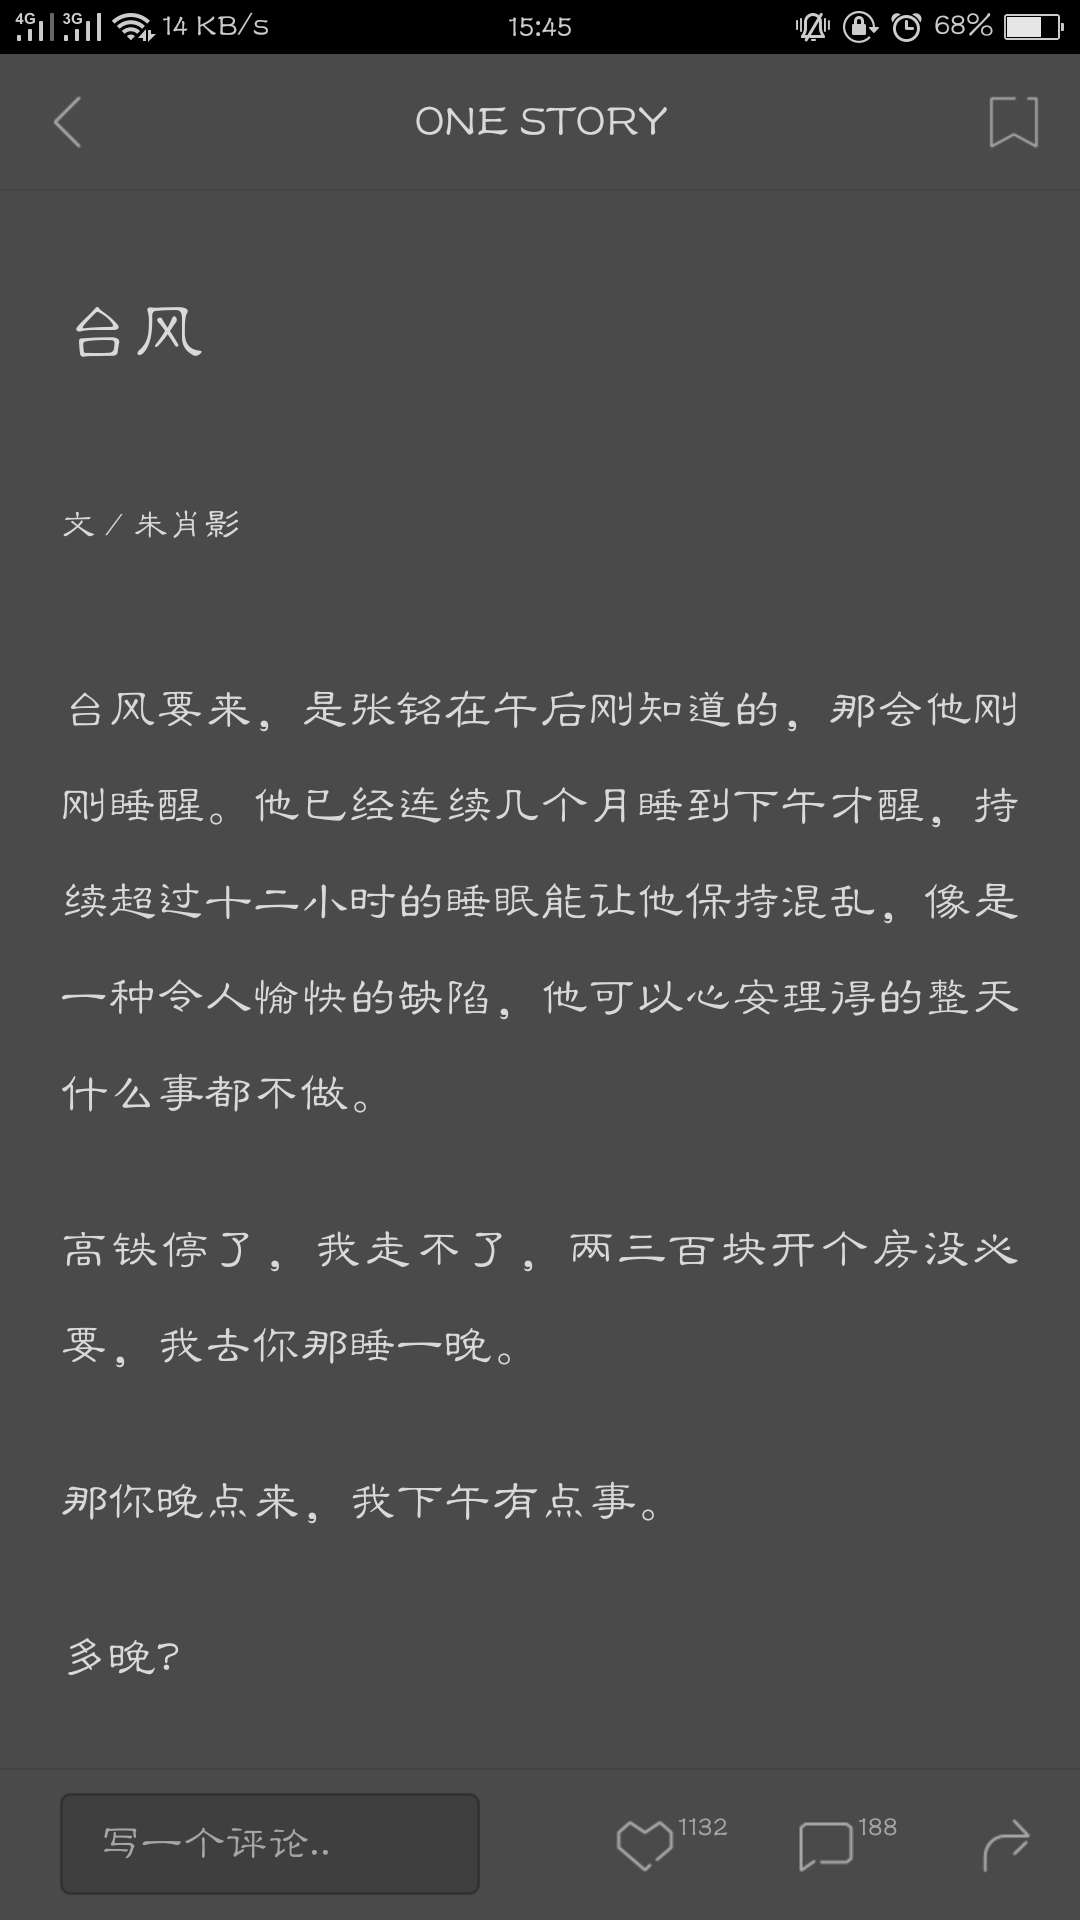 4G 3G 14 KB/s 15:45 68%
ONE STORY
台风
文 / 朱肖影
台风要来，是张铭在午后刚知道的，那会他刚
刚睡醒。他已经连续几个月睡到下午才醒，持
续超过十二小时的睡眠能让他保持混乱，像是
一种令人愉快的缺陷，他可以心安理得的整天
什么事都不做。
高铁停了，我走不了，两三百块开个房没必
要，我去你那睡一晚。
那你晚点来，我下午有点事。
多晚?
写一个评论.. 1132 188